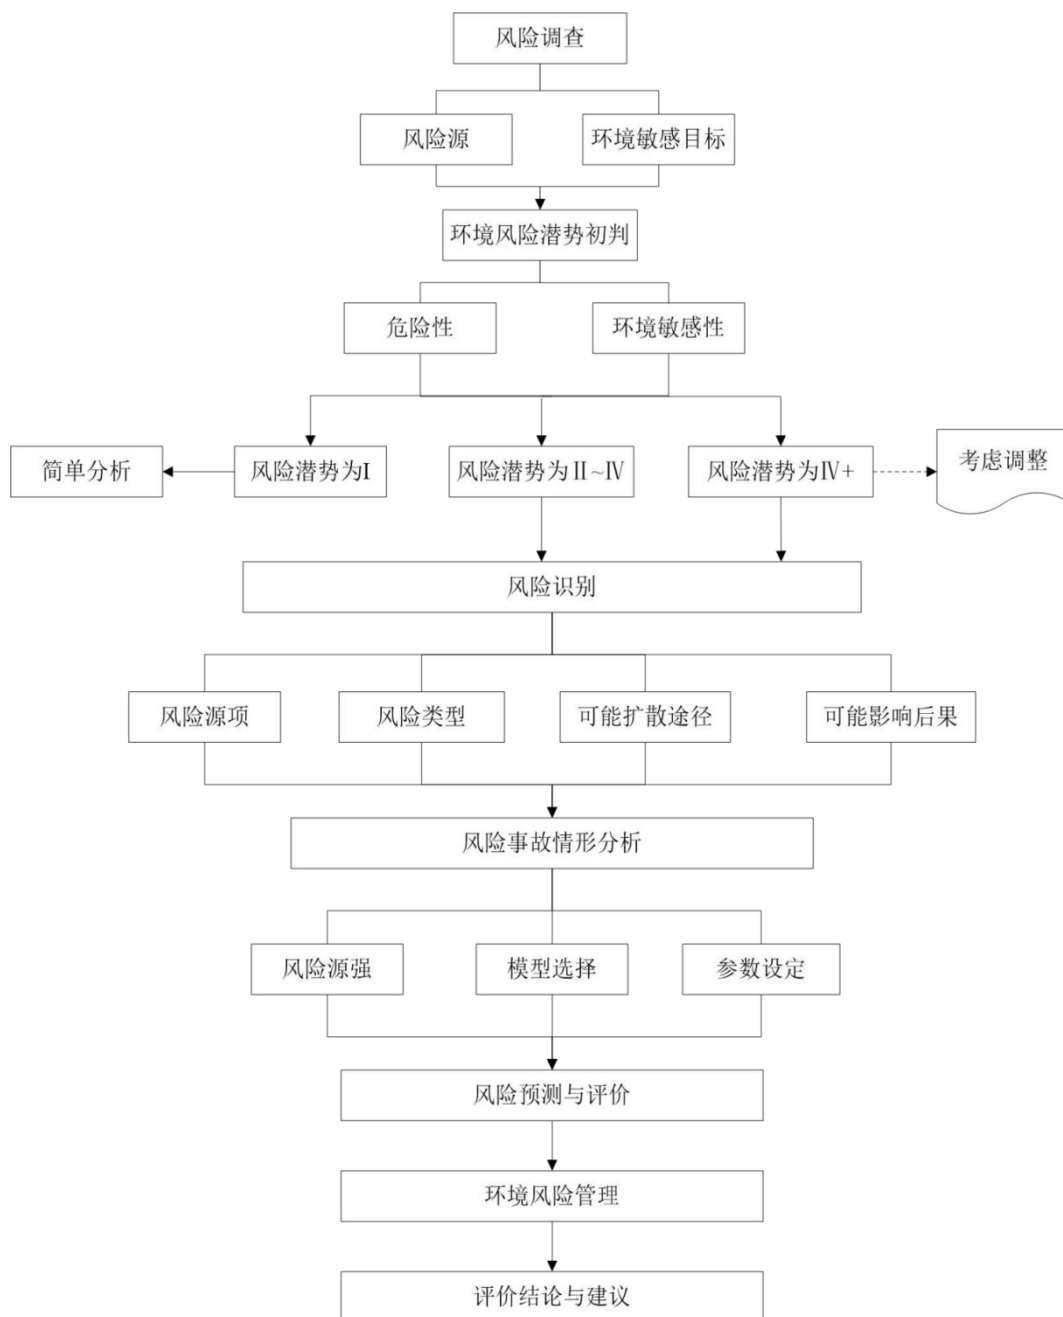 风险调查
风险源
环境敏感目标
环境风险潜势初判
危险性
环境敏感性
简单分析
风险潜势为Ⅰ
风险潜势为Ⅱ~Ⅳ
风险潜势为Ⅳ+
考虑调整
风险识别
风险源项
风险类型
可能扩散途径
可能影响后果
风险事故情形分析
风险源强
模型选择
参数设定
风险预测与评价
环境风险管理
评价结论与建议